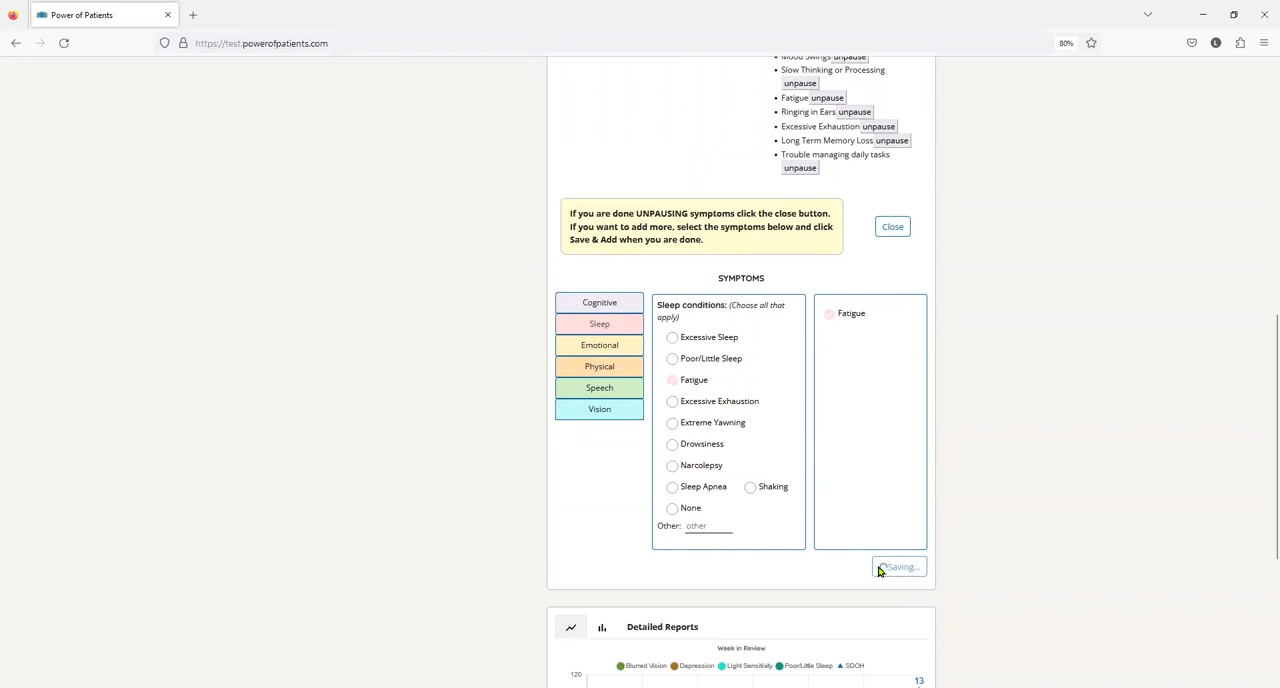 Power of Patients
https://test.powerofpatients.com
80%
L
Mood Swings unpause
Slow Thinking or Processing
unpause
Fatigue unpause
Ringing in Ears unpause
Excessive Exhaustion unpause
Long Term Memory Loss unpause
Trouble managing daily tasks
unpause
If you are done UNPAUSING symptoms click the close button.
If you want to add more, select the symptoms below and click
Save & Add when you are done.
Close
SYMPTOMS
Cognitive
Sleep
Emotional
Physical
Speech
Vision
Sleep conditions: (Choose all that
apply)
Excessive Sleep
Poor/Little Sleep
Fatigue
Excessive Exhaustion
Extreme Yawning
Drowsiness
Narcolepsy
Sleep Apnea Shaking
None
Other: other
Fatigue
Saving...
Detailed Reports
Week in Review
Blurred Vision Depression Light Sensitivity Poor/Little Sleep SDOH
120
13